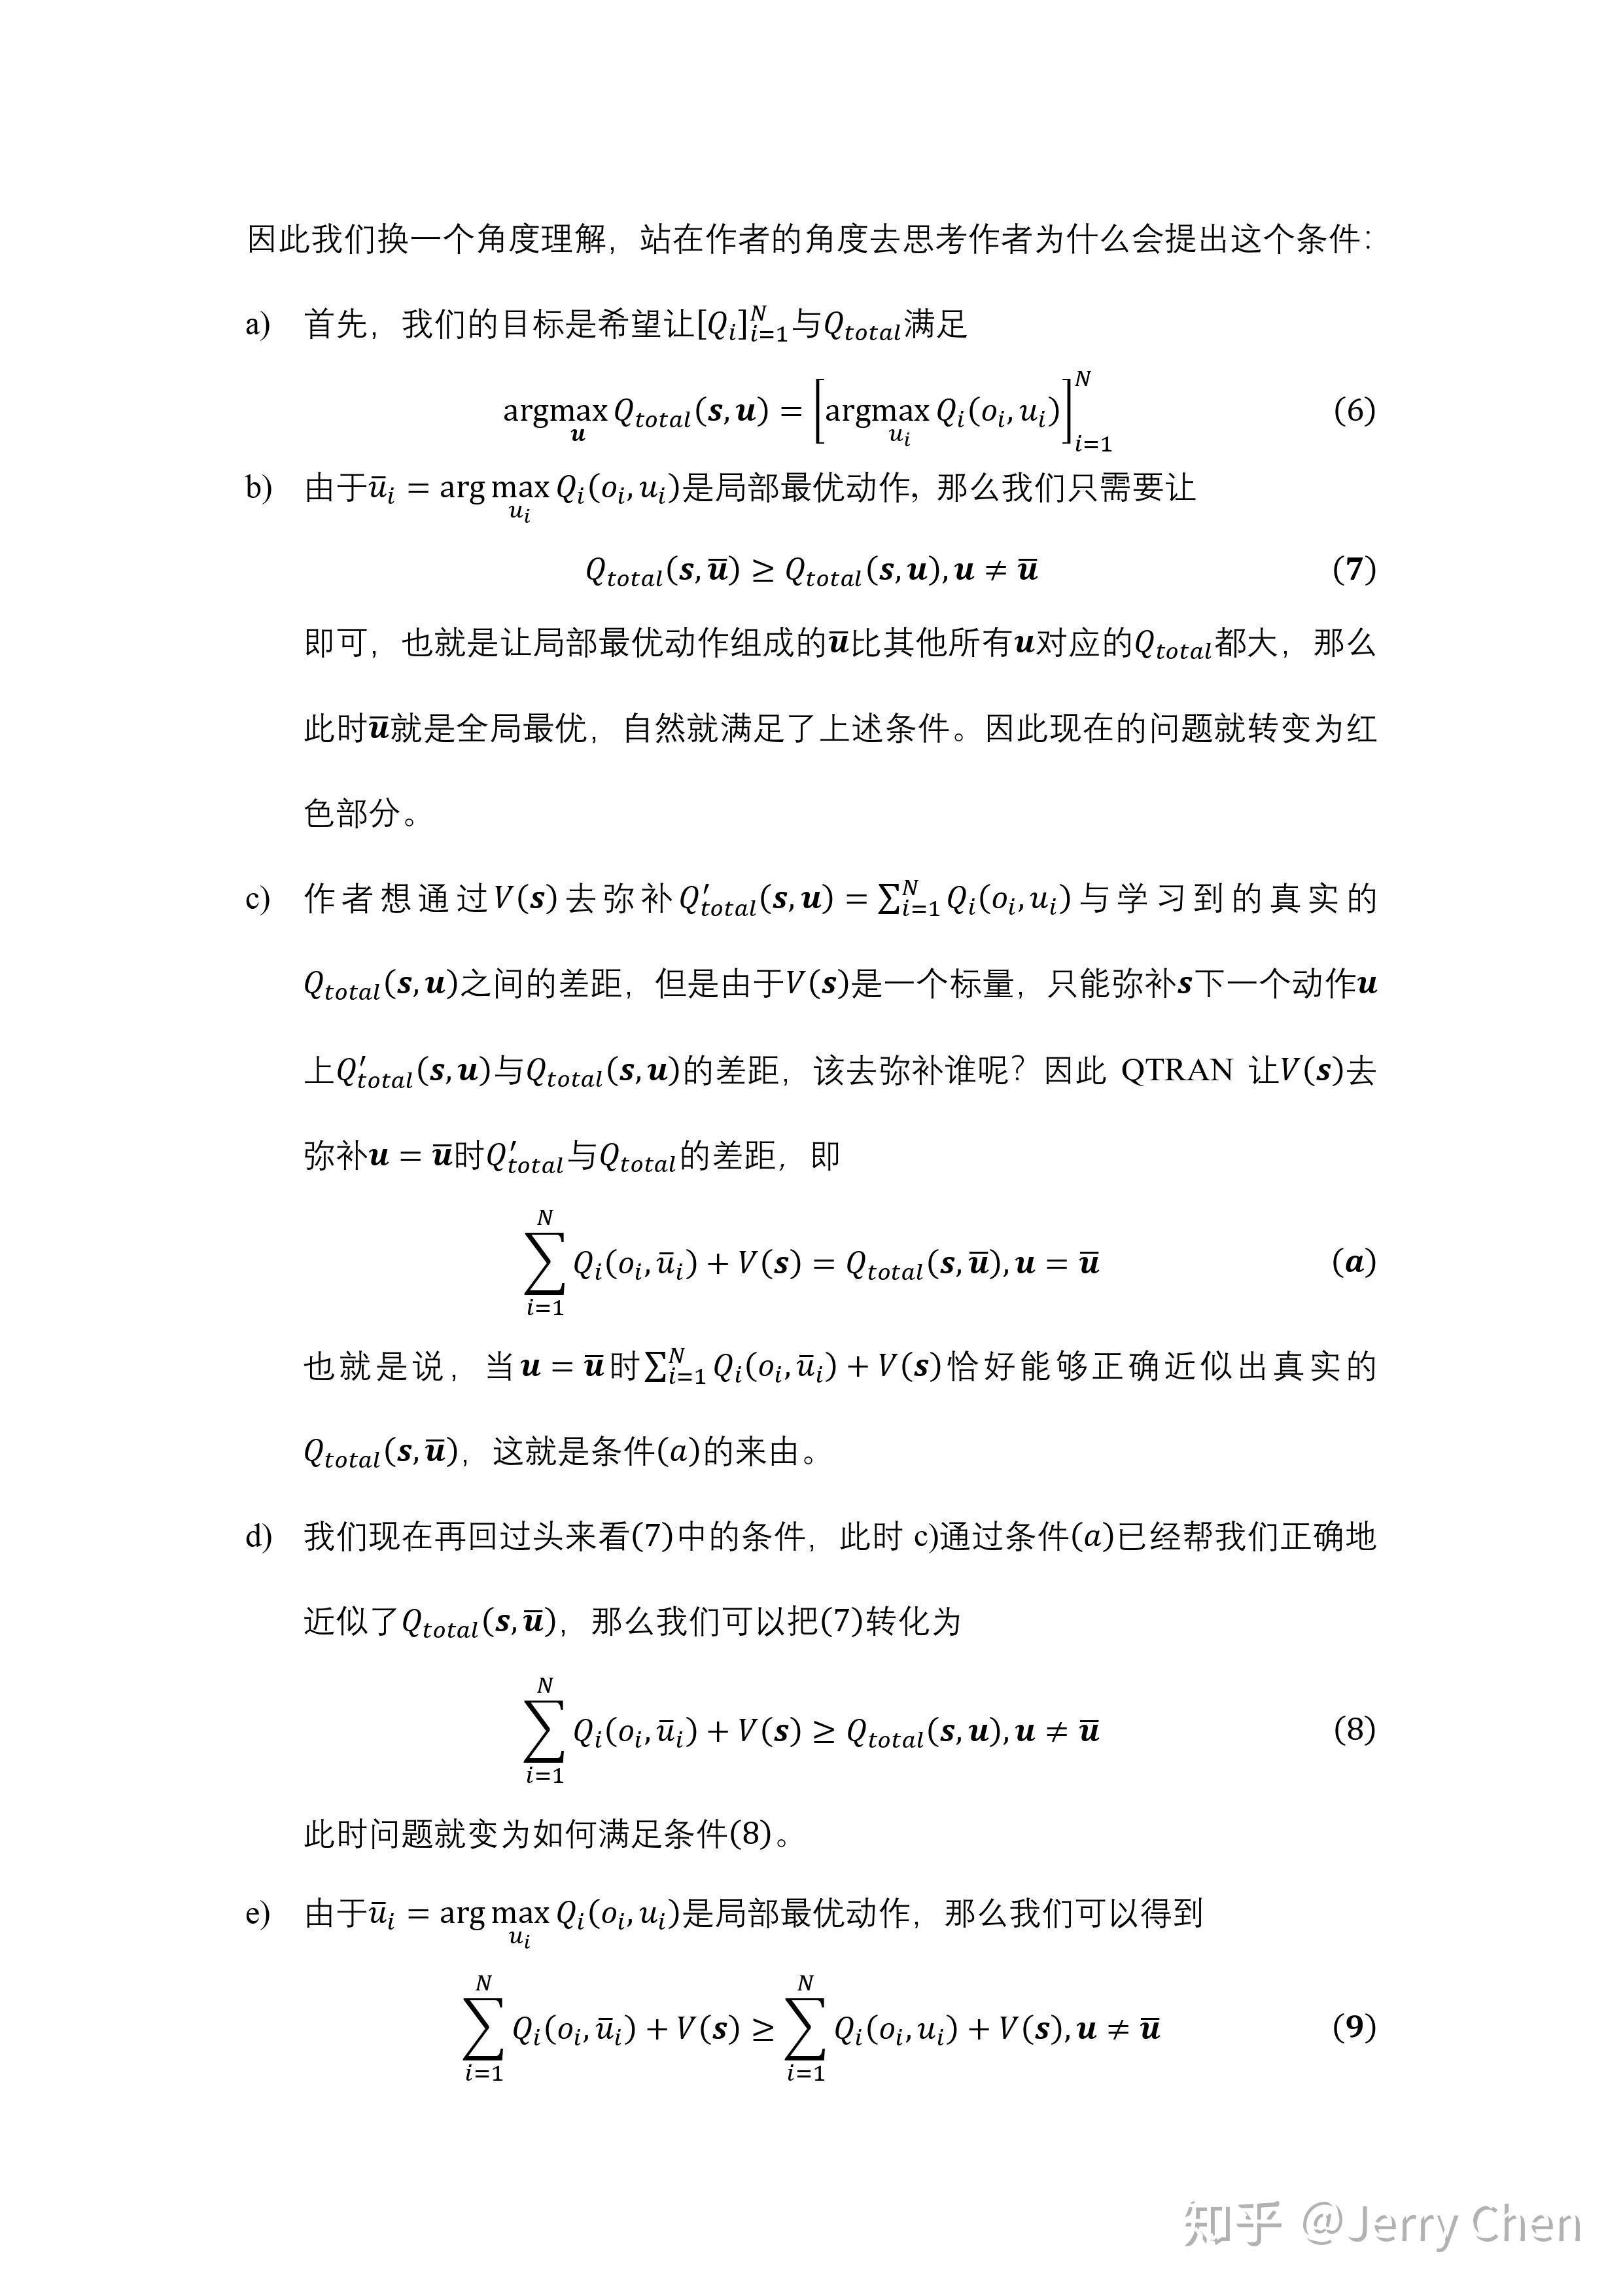 因此我们换一个角度理解，站在作者的角度去思考作者为什么会提出这个条件：
a) 首先，我们的目标是希望让$[Q_i]_{i=1}^N$与$Q_{total}$满足
$\underset{\boldsymbol{u}}{\text{argmax}}\, Q_{total}(\boldsymbol{s},\boldsymbol{u}) = \left[\underset{u_i}{\text{argmax}}\, Q_i(o_i,u_i)\right]_{i=1}^N$ (6)
b) 由于$\bar{u}_i = \arg\underset{u_i}{\max}\, Q_i(o_i,u_i)$是局部最优动作，那么我们只需要让
$Q_{total}(\boldsymbol{s},\bar{\boldsymbol{u}}) \geq Q_{total}(\boldsymbol{s},\boldsymbol{u}), \boldsymbol{u} \neq \bar{\boldsymbol{u}}$ (7)
即可，也就是让局部最优动作组成的$\bar{\boldsymbol{u}}$比其他所有$\boldsymbol{u}$对应的$Q_{total}$都大，那么
此时$\bar{\boldsymbol{u}}$就是全局最优，自然就满足了上述条件。因此现在的问题就转变为红
色部分。
c) 作者想通过$V(\boldsymbol{s})$去弥补$Q'_{total}(\boldsymbol{s},\boldsymbol{u}) = \sum_{i=1}^N Q_i(o_i,u_i)$与学习到的真实的
$Q_{total}(\boldsymbol{s},\boldsymbol{u})$之间的差距，但是由于$V(\boldsymbol{s})$是一个标量，只能弥补$\boldsymbol{s}$下一个动作$\boldsymbol{u}$
上$Q'_{total}(\boldsymbol{s},\boldsymbol{u})$与$Q_{total}(\boldsymbol{s},\boldsymbol{u})$的差距，该去弥补谁呢？因此 QTRAN 让$V(\boldsymbol{s})$去
弥补$\boldsymbol{u} = \bar{\boldsymbol{u}}$时$Q'_{total}$与$Q_{total}$的差距，即
$\sum_{i=1}^N Q_i(o_i,\bar{u}_i) + V(\boldsymbol{s}) = Q_{total}(\boldsymbol{s},\bar{\boldsymbol{u}}), \boldsymbol{u} = \bar{\boldsymbol{u}}$ (a)
也就是说，当$\boldsymbol{u} = \bar{\boldsymbol{u}}$时$\sum_{i=1}^N Q_i(o_i,\bar{u}_i) + V(\boldsymbol{s})$恰好能够正确近似出真实的
$Q_{total}(\boldsymbol{s},\bar{\boldsymbol{u}})$，这就是条件$(a)$的来由。
d) 我们现在再回过头来看(7)中的条件，此时 c)通过条件$(a)$已经帮我们正确地
近似了$Q_{total}(\boldsymbol{s},\bar{\boldsymbol{u}})$，那么我们可以把(7)转化为
$\sum_{i=1}^N Q_i(o_i,\bar{u}_i) + V(\boldsymbol{s}) \geq Q_{total}(\boldsymbol{s},\boldsymbol{u}), \boldsymbol{u} \neq \bar{\boldsymbol{u}}$ (8)
此时问题就变为如何满足条件(8)。
e) 由于$\bar{u}_i = \arg\underset{u_i}{\max}\, Q_i(o_i,u_i)$是局部最优动作，那么我们可以得到
$\sum_{i=1}^N Q_i(o_i,\bar{u}_i) + V(\boldsymbol{s}) \geq \sum_{i=1}^N Q_i(o_i,u_i) + V(\boldsymbol{s}), \boldsymbol{u} \neq \bar{\boldsymbol{u}}$ (9)
知乎 @Jerry Chen